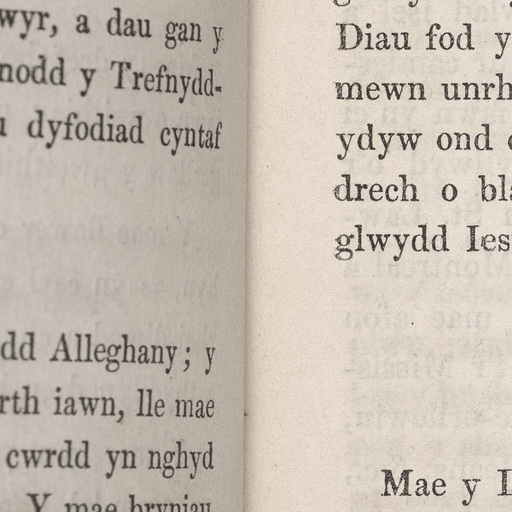 wyr, a dau gan y
nodd y Trefnydd-
dyfodiad cyntaf
dd Alleghany; y
rth iawn, lle mae
cwrdd yn nghyd
Y mae bryniau
Diau fod y
mewn unrh
ydyw ond
drech o bla
glwydd Ies
Mae y